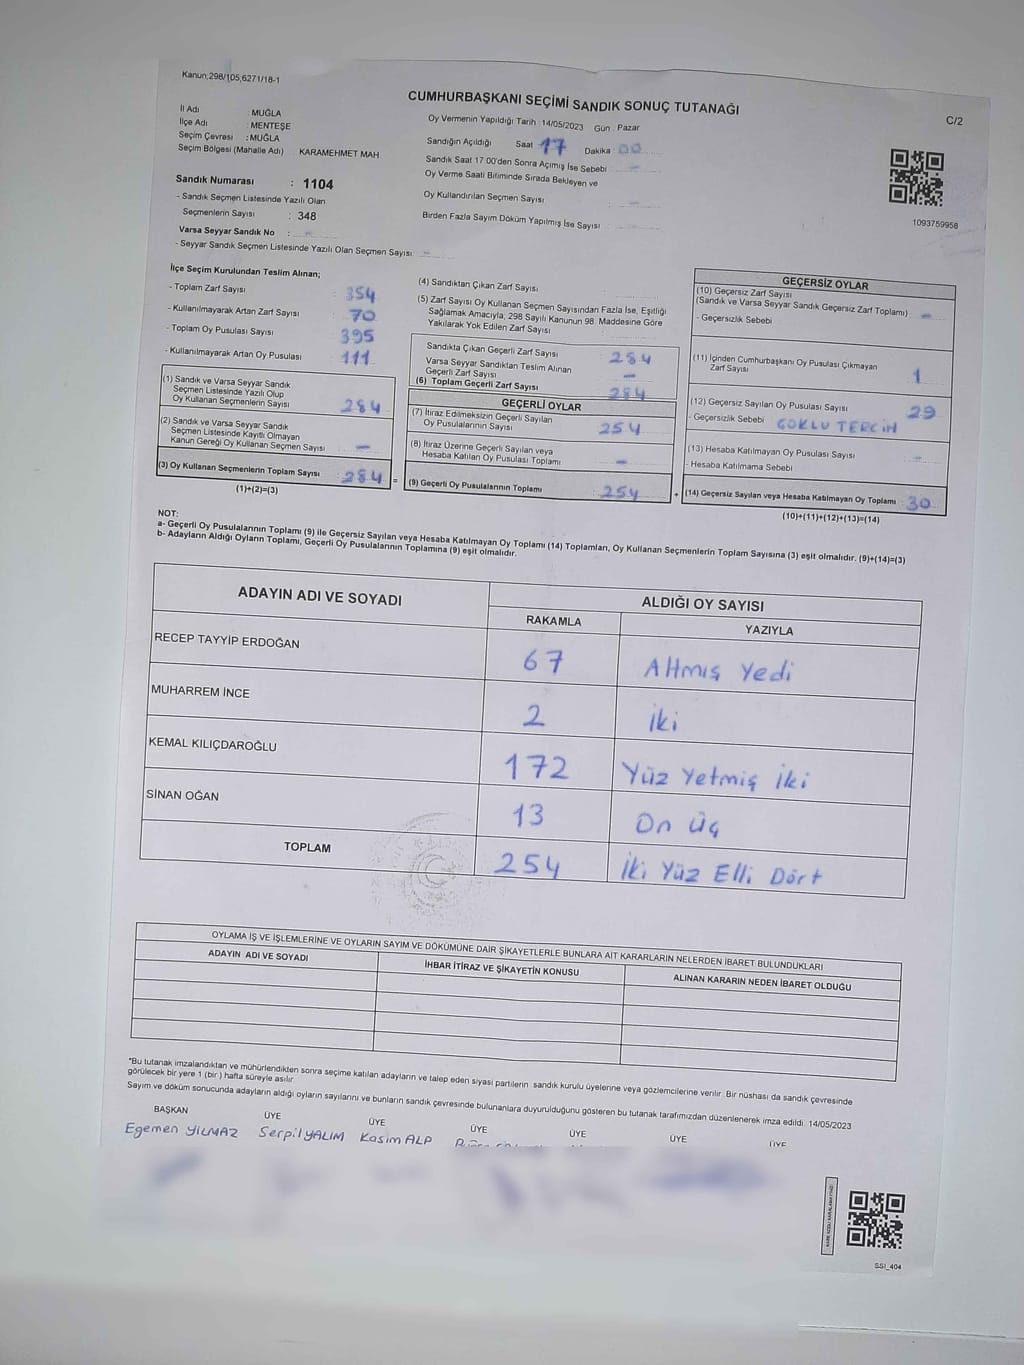 Kanun;298/105;6271/18-1
CUMHURBAŞKANI SEÇİMİ SANDIK SONUÇ TUTANAĞI
C/2
İl Adı : MUĞLA
İlçe Adı : MENTEŞE
Seçim Çevresi : MUĞLA
Seçim Bölgesi (Mahalle Adı) KARAMEHMET MAH
Oy Vermenin Yapıldığı Tarih : 14/05/2023 Gün : Pazar
Sandığın Açıldığı Saat 17 Dakika 00
Sandık Saat 17:00'den Sonra Açımış İse Sebebi -
Oy Verme Saati Bitiminde Sırada Bekleyen ve
Oy Kullandırılan Seçmen Sayısı -
Birden Fazla Sayım Döküm Yapılmış İse Sayısı -
1093759958
Sandık Numarası : 1104
- Sandık Seçmen Listesinde Yazılı Olan
Seçmenlerin Sayısı : 348
Varsa Seyyar Sandık No : -
- Seyyar Sandık Seçmen Listesinde Yazılı Olan Seçmen Sayısı -
İlçe Seçim Kurulundan Teslim Alınan;
- Toplam Zarf Sayısı : 354
- Kullanılmayarak Artan Zarf Sayısı : 70
- Toplam Oy Pusulası Sayısı : 395
- Kullanılmayarak Artan Oy Pusulası : 111
(1) Sandık ve Varsa Seyyar Sandık
Seçmen Listesinde Yazılı Olup
Oy Kullanan Seçmenlerin Sayısı : 284
(2) Sandık ve Varsa Seyyar Sandık
Seçmen Listesinde Kayıtlı Olmayan
Kanun Gereği Oy Kullanan Seçmen Sayısı : -
(3) Oy Kullanan Seçmenlerin Toplam Sayısı : 284 =
(1)+(2)=(3)
(4) Sandıktan Çıkan Zarf Sayısı
(5) Zarf Sayısı Oy Kullanan Seçmen Sayısından Fazla İse, Eşitliği
Sağlamak Amacıyla, 298 Sayılı Kanunun 98. Maddesine Göre
Yakılarak Yok Edilen Zarf Sayısı
Sandıkta Çıkan Geçerli Zarf Sayısı 284
Varsa Seyyar Sandıktan Teslim Alınan
Geçerli Zarf Sayısı -
(6) Toplam Geçerli Zarf Sayısı 284
GEÇERLİ OYLAR
(7) İtiraz Edilmeksizin Geçerli Sayılan
Oy Pusulalarının Sayısı 254
(8) İtiraz Üzerine Geçerli Sayılan veya
Hesaba Katılan Oy Pusulası Toplamı -
(9) Geçerli Oy Pusulalarının Toplamı 254 +
GEÇERSİZ OYLAR
(10) Geçersiz Zarf Sayısı
(Sandık ve Varsa Seyyar Sandık Geçersiz Zarf Toplamı) -
- Geçersizlik Sebebi
(11) İçinden Cumhurbaşkanı Oy Pusulası Çıkmayan
Zarf Sayısı 1
(12) Geçersiz Sayılan Oy Pusulası Sayısı 29
- Geçersizlik Sebebi ÇOKLU TERCİH
(13) Hesaba Katılmayan Oy Pusulası Sayısı -
- Hesaba Katılmama Sebebi
(14) Geçersiz Sayılan veya Hesaba Katılmayan Oy Toplamı 30
(10)+(11)+(12)+(13)=(14)
NOT:
a- Geçerli Oy Pusulalarının Toplamı (9) ile Geçersiz Sayılan veya Hesaba Katılmayan Oy Toplamı (14) Toplamları, Oy Kullanan Seçmenlerin Toplam Sayısına (3) eşit olmalıdır. (9)+(14)=(3)
b- Adayların Aldığı Oyların Toplamı, Geçerli Oy Pusulalarının Toplamına (9) eşit olmalıdır.
ADAYIN ADI VE SOYADI ALDIĞI OY SAYISI
RAKAMLA YAZIYLA
RECEP TAYYİP ERDOĞAN 67 Altmış Yedi
MUHARREM İNCE 2 İki
KEMAL KILIÇDAROĞLU 172 Yüz Yetmiş İki
SİNAN OĞAN 13 On Üç
TOPLAM 254 İki Yüz Elli Dört
OYLAMA İŞ VE İŞLEMLERİNE VE OYLARIN SAYIM VE DÖKÜMÜNE DAİR ŞİKAYETLERLE BUNLARA AİT KARARLARIN NELERDEN İBARET BULUNDUKLARI
ADAYIN ADI VE SOYADI İHBAR İTİRAZ VE ŞİKAYETİN KONUSU ALINAN KARARIN NEDEN İBARET OLDUĞU
*Bu tutanak imzalandıktan ve mühürlendikten sonra seçime katılan adayların ve talep eden siyasi partilerin sandık kurulu üyelerine veya gözlemcilerine verilir. Bir nüshası da sandık çevresinde
görülecek bir yere 1 (bir) hafta süreyle asılır.
Sayım ve döküm sonucunda adayların aldığı oyların sayılarını ve bunların sandık çevresinde bulunanlara duyurulduğunu gösteren bu tutanak tarafımızdan düzenlenerek imza edildi. 14/05/2023
BAŞKAN ÜYE ÜYE ÜYE ÜYE ÜYE ÜYE
Egemen YILMAZ Serpil YALIM Kasım ALP
KARE KODU KARALAMAYINIZ!
SSI_404